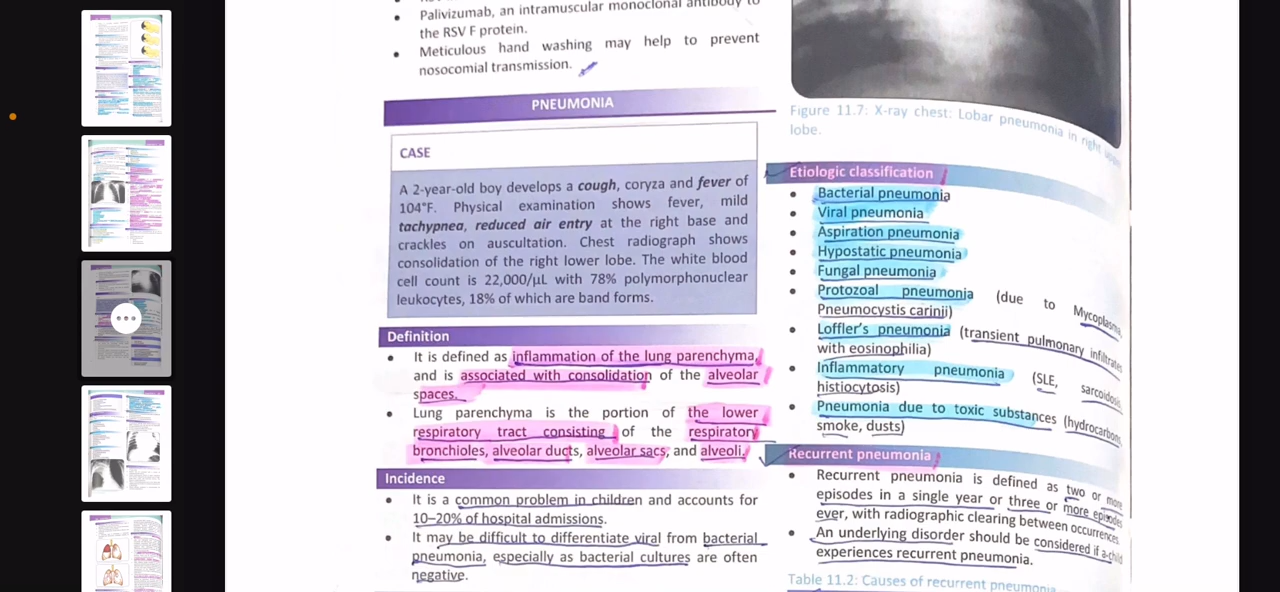 Palivizumab, an intramuscular monoclonal antibody to
the RSV F protein.
Meticulous hand washing may help to prevent
nosocomial transmission.
PNEUMONIA
CASE
A 2-year-old boy develops a cough, coryza and fever of
104°F. Physical examination shows fever, mild
tachypnea, reduced air entry at the right base and
crackles on auscultation. Chest radiograph shows
consolidation of the right lower lobe. The white blood
cell count is 22,000/µL with 78% polymorphonuclear
leukocytes, 18% of which are band forms.
Definition
It is defined as inflammation of the lung parenchyma,
and is associated with consolidation of the alveolar
spaces.
Lung parenchyma is the portion of the lower
respiratory tract consisting of the respiratory
bronchioles, alveolar ducts, alveolar sacs, and alveoli.
Incidence
It is a common problem in children and accounts for
10–20% of hospital admissions.
It may be difficult to differentiate viral from bacterial
pneumonia, especially as bacterial cultures are often
negative.
Figure 11.7: X-ray chest: Lobar pneumonia in right upper
lobe.
Etiologic classification
Bacterial pneumonia
Viral pneumonia
Aspiration pneumonia
Hypostatic pneumonia
Fungal pneumonia
Protozoal pneumonia (due to Mycoplasma,
Pneumocystis carinii)
Loffler's pneumonia (transient pulmonary infiltrates
with eosinophilia)
Inflammatory pneumonia (SLE, sarcoidosis,
histiocytosis)
Pneumonia due to toxic substances (hydrocarbons,
smoke, dusts)
Recurrent pneumonia
Recurrent pneumonia is defined as two or more
episodes in a single year or three or more episodes
ever, with radiographic clearing between occurrences.
An underlying disorder should be considered if a child
experiences recurrent pneumonia.
Table 11.2: Causes of recurrent pneumonia